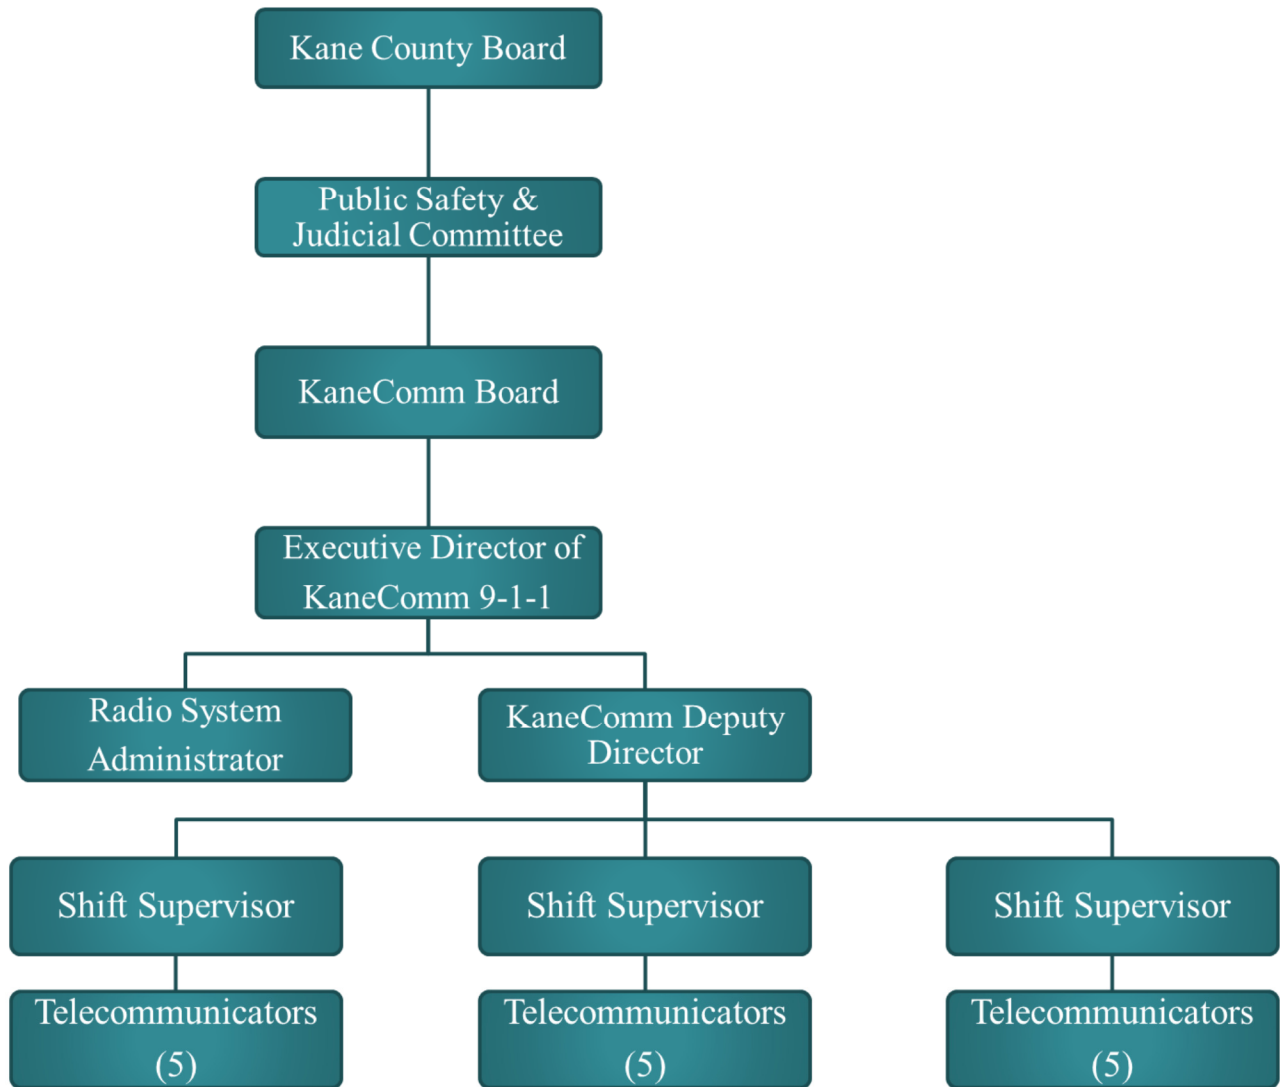 Kane County Board
Public Safety &
Judicial Committee
KaneComm Board
Executive Director of
KaneComm 9-1-1
Radio System
Administrator
KaneComm Deputy
Director
Shift Supervisor
Shift Supervisor
Shift Supervisor
Telecommunicators
(5)
Telecommunicators
(5)
Telecommunicators
(5)